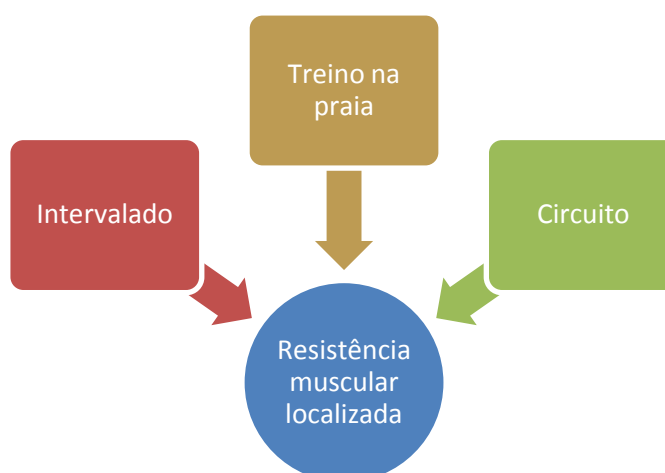 Treino na
praia
Intervalado
Circuito
Resistência
muscular
localizada